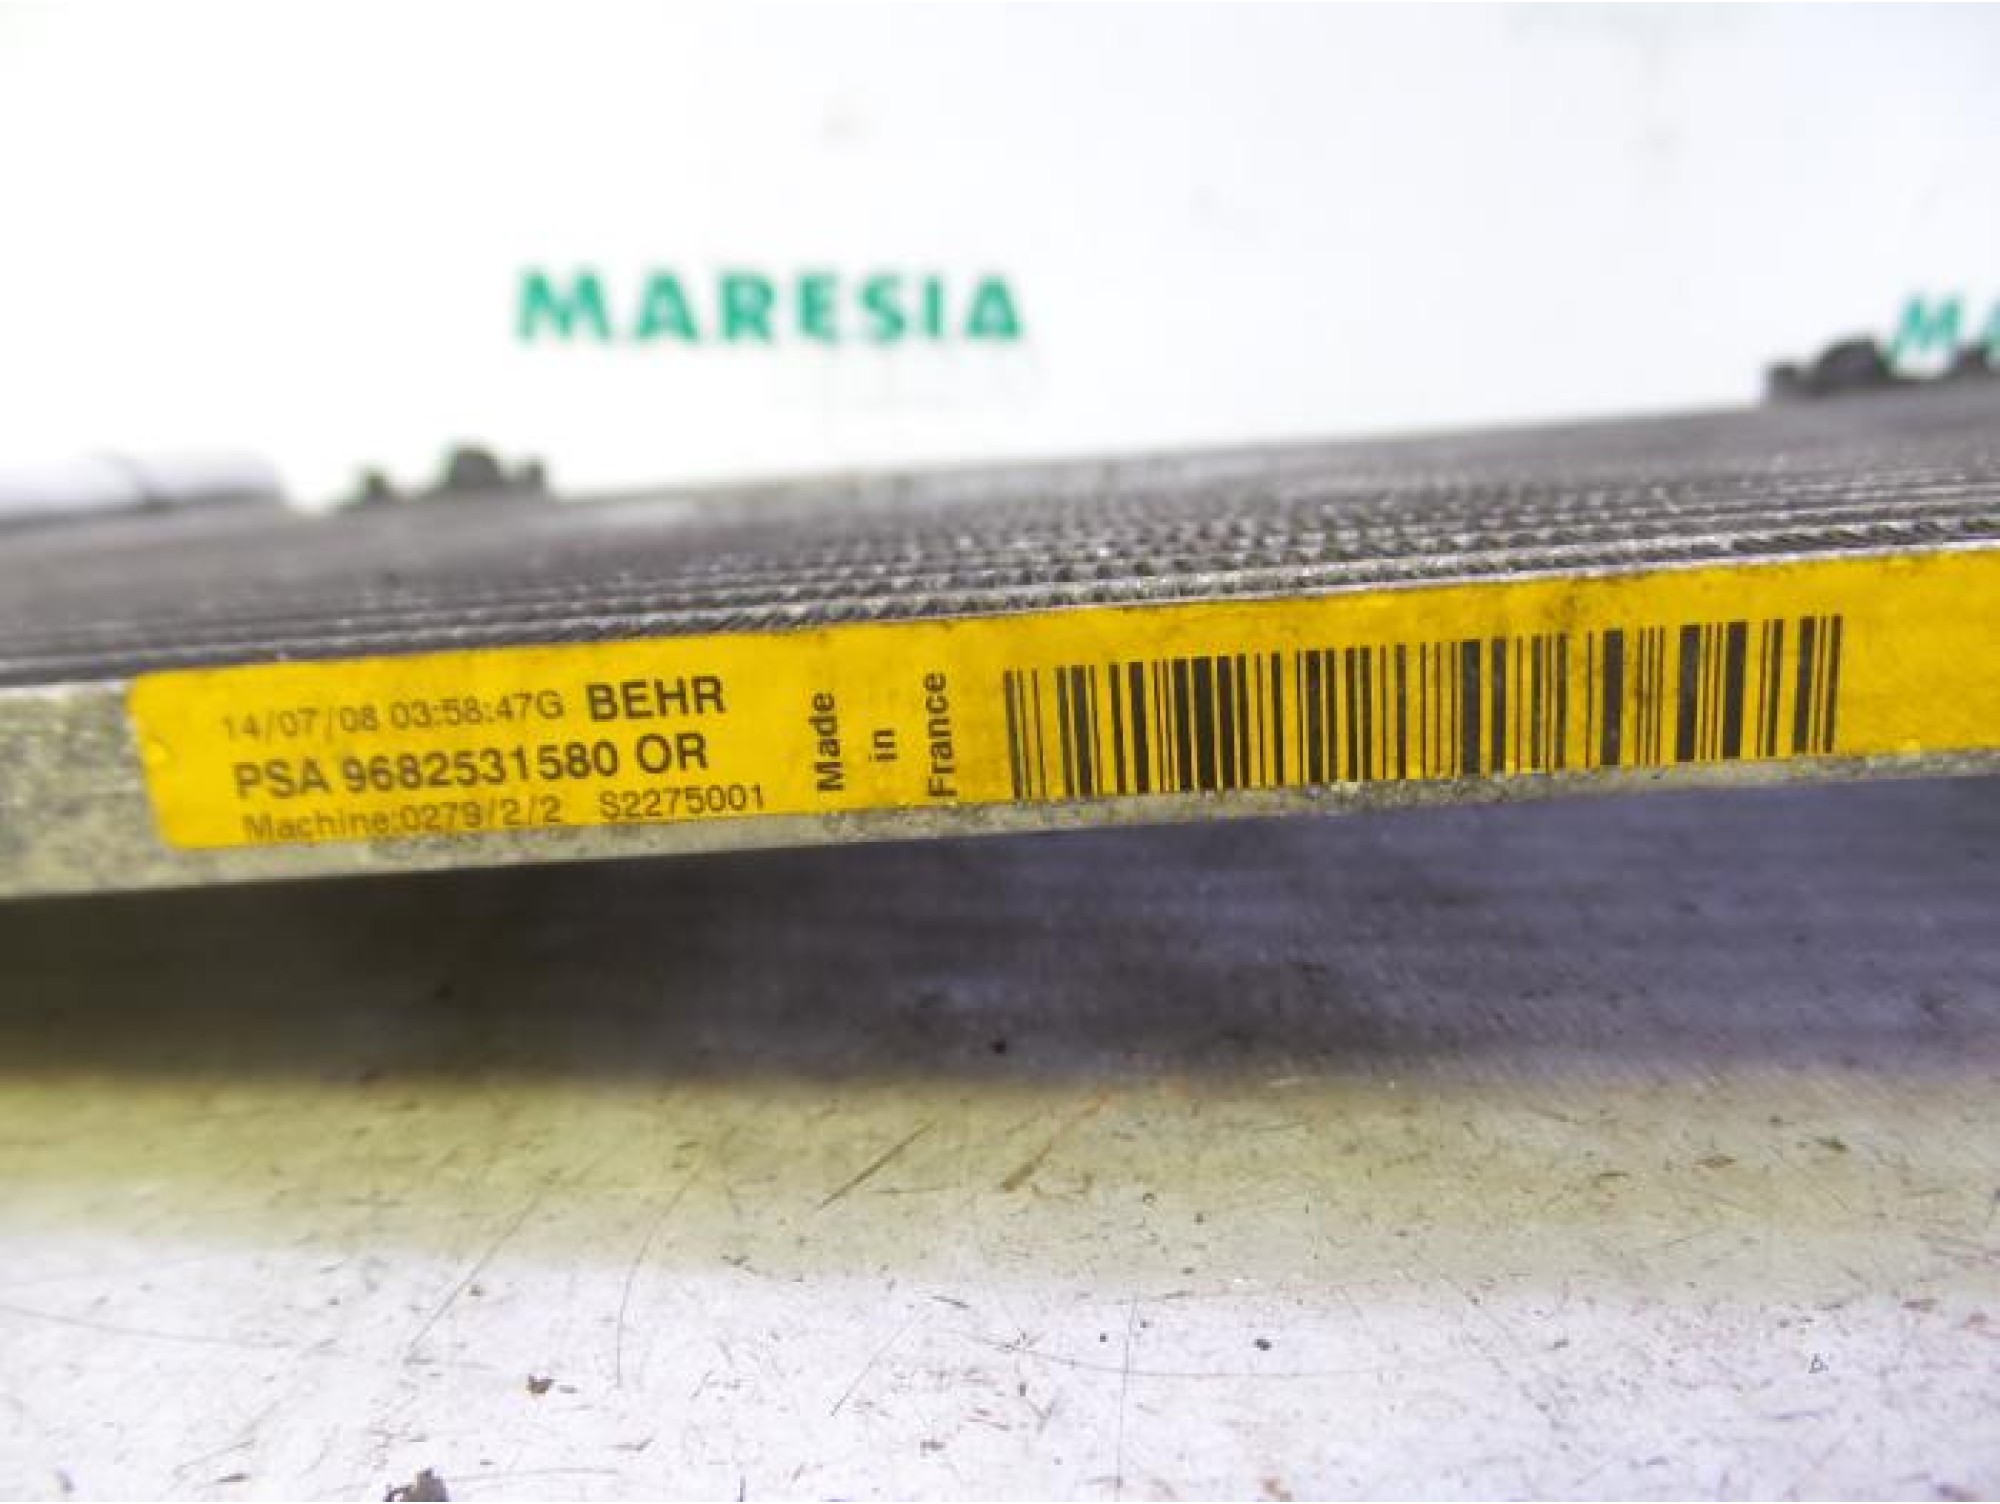 MARESIA
MA
14/07/08 03:58:47G BEHR
PSA 9682531580 OR
Machine:0279/2/2 S2275001
Made
in
France